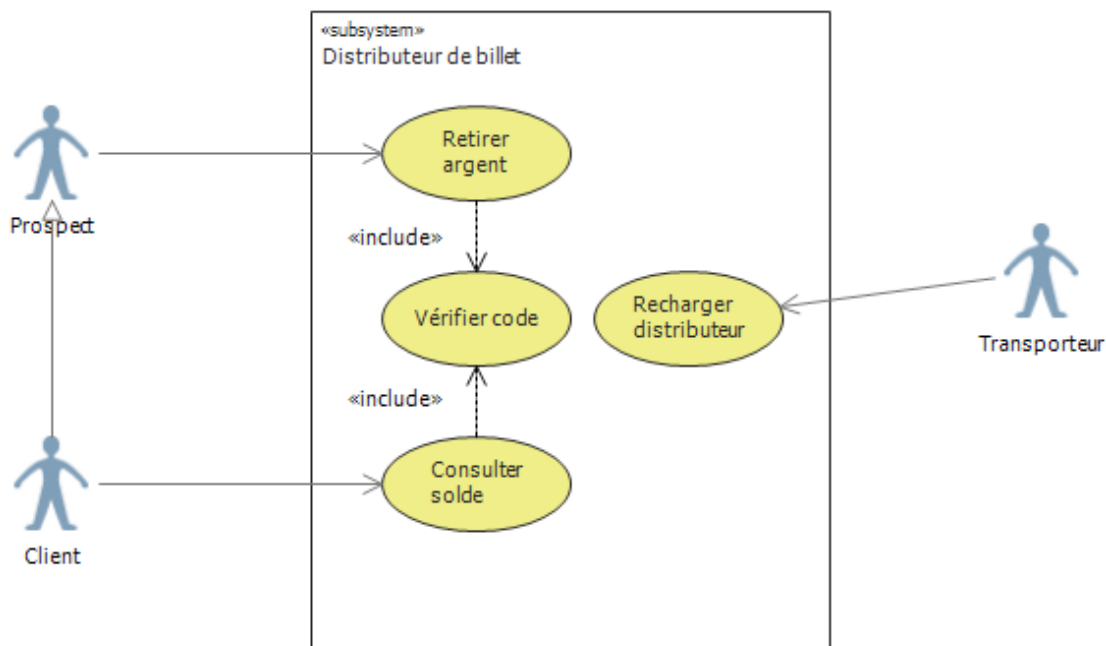 «subsystem»
Distributeur de billet
Retirer
argent
Prospect
«include»
Vérifier code
Recharger
distributeur
Transporteur
«include»
Consulter
solde
Client